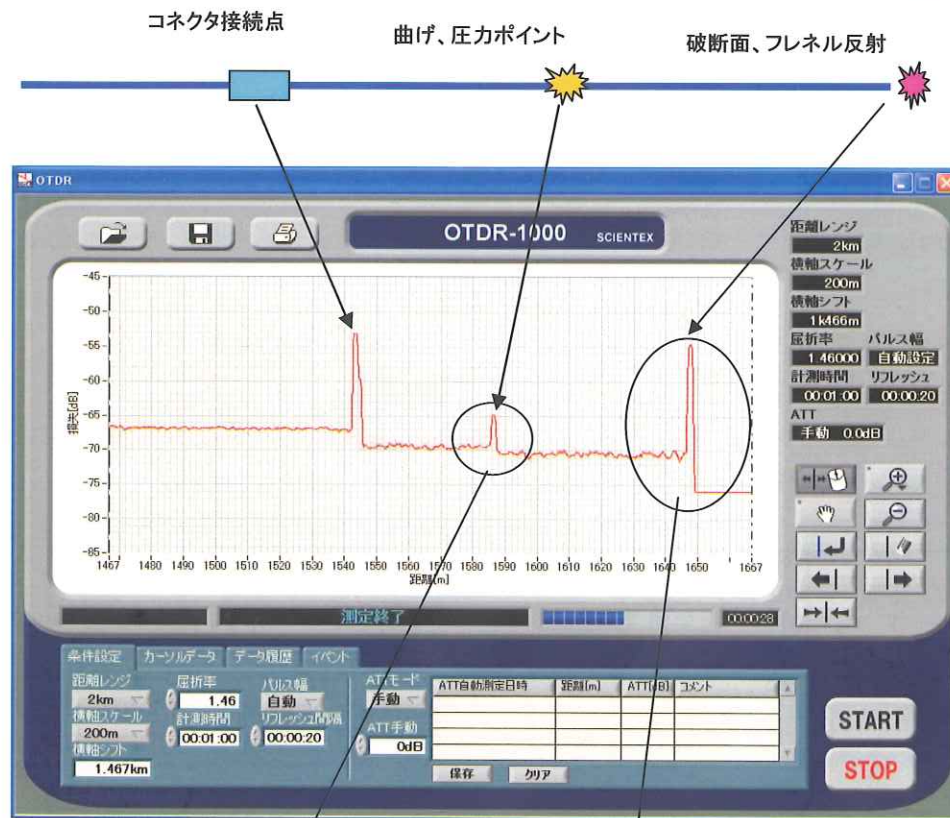 コネクタ接続点
曲げ、圧力ポイント
破断面、フレネル反射
OTDR
OTDR-1000 SCIENTEX
距離レンジ
2km
横軸スケール
200m
横軸シフト
1k466m
屈折率 パルス幅
1.46000 自動設定
計測時間 リフレッシュ
00:01:00 00:00:20
ATT
手動 0.0dB
-45
-50
-55
-60
-65
-70
-75
-80
-85
損失[dB]
1467 1480 1490 1500 1510 1520 1530 1540 1550 1560 1570 1580 1590 1600 1610 1620 1630 1640 1650 1667
距離[m]
測定終了
00:00:28
条件設定 カーソルデータ データ履歴 イベント
距離レンジ 屈折率 パルス幅 ATTモード
2km 1.46 自動 手動
横軸スケール 計測時間 リフレッシュ間隔 ATT手動
200m 00:01:00 00:00:20 0dB
横軸シフト
1.467km
ATT自動測定日時 距離[m] ATT[dB] コメント
保存 クリア
START
STOP